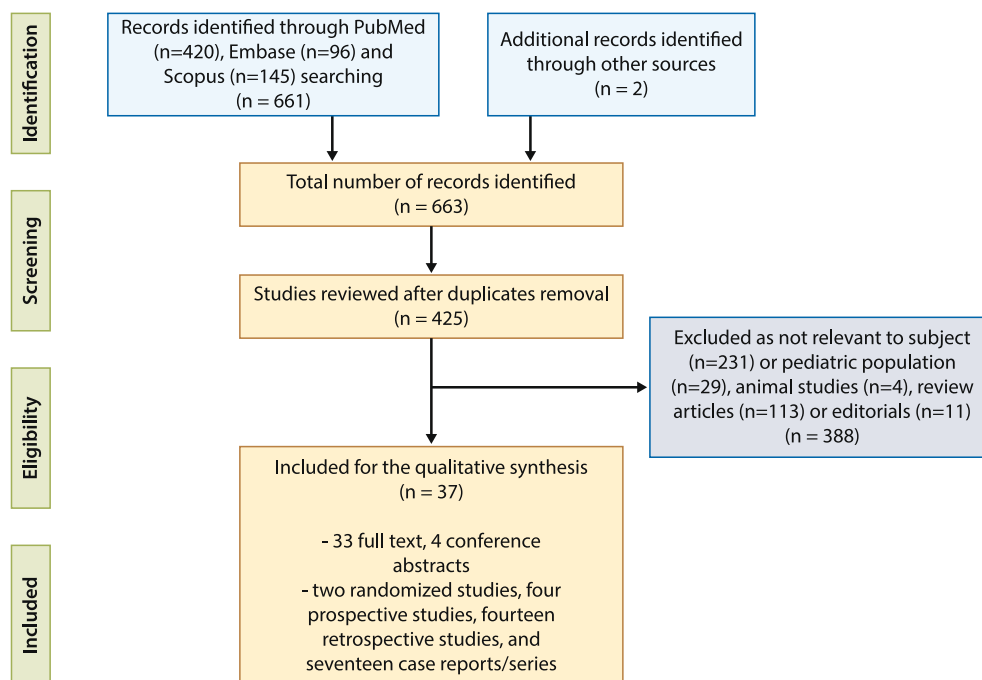 Identification
Records identified through PubMed
(n=420), Embase (n=96) and
Scopus (n=145) searching
(n = 661)
Additional records identified
through other sources
(n = 2)
Screening
Total number of records identified
(n = 663)
Studies reviewed after duplicates removal
(n = 425)
Excluded as not relevant to subject
(n=231) or pediatric population
(n=29), animal studies (n=4), review
articles (n=113) or editorials (n=11)
(n = 388)
Eligibility
Included for the qualitative synthesis
(n = 37)
- 33 full text, 4 conference
abstracts
- two randomized studies, four
prospective studies, fourteen
retrospective studies, and
seventeen case reports/series
Included